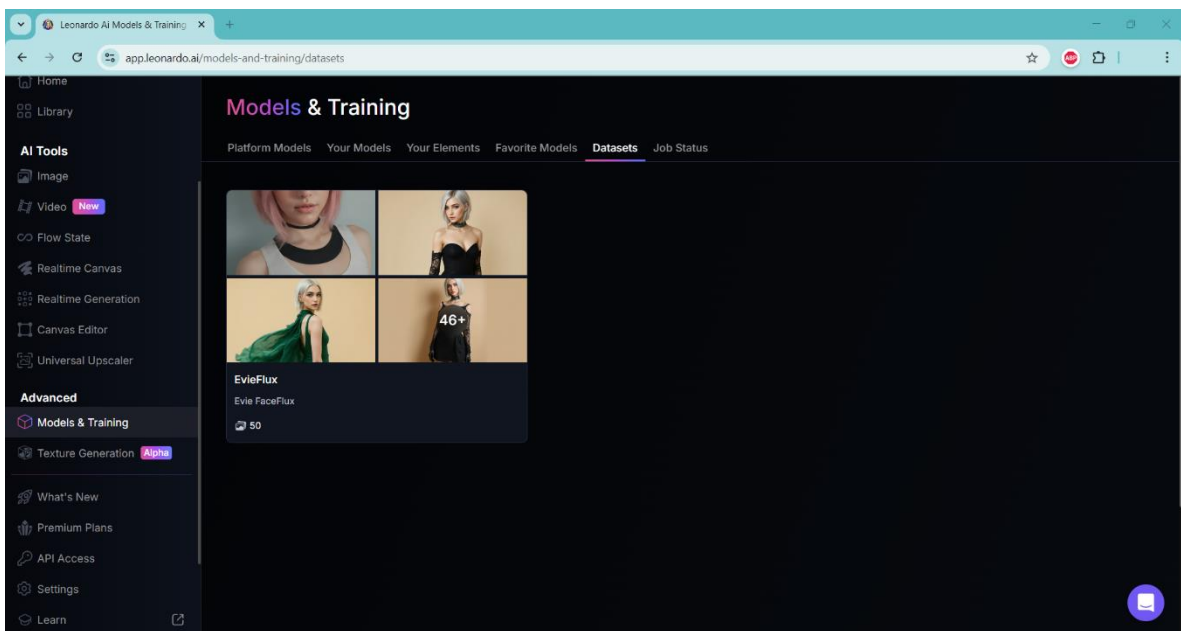 Leonardo Ai Models & Training
app.leonardo.ai/models-and-training/datasets
ABP
Home
Library
AI Tools
Image
Video New
Flow State
Realtime Canvas
Realtime Generation
Canvas Editor
Universal Upscaler
Advanced
Models & Training
Texture Generation Alpha
What's New
Premium Plans
API Access
Settings
Learn
Models & Training
Platform Models Your Models Your Elements Favorite Models Datasets Job Status
46+
EvieFlux
Evie FaceFlux
50